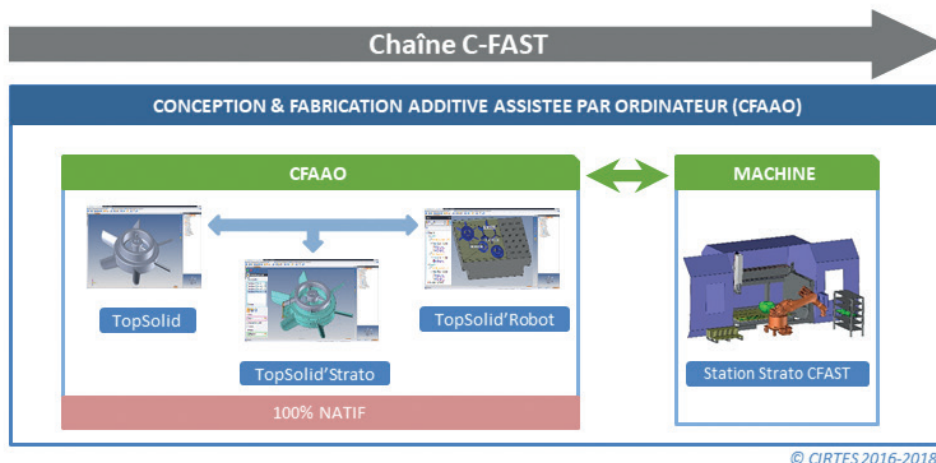 Chaîne C-FAST
CONCEPTION & FABRICATION ADDITIVE ASSISTEE PAR ORDINATEUR (CFAAO)
CFAAO
MACHINE
TopSolid
TopSolid'Strato
TopSolid'Robot
Station Strato CFAST
100% NATIF
© CIRTES 2016-2018